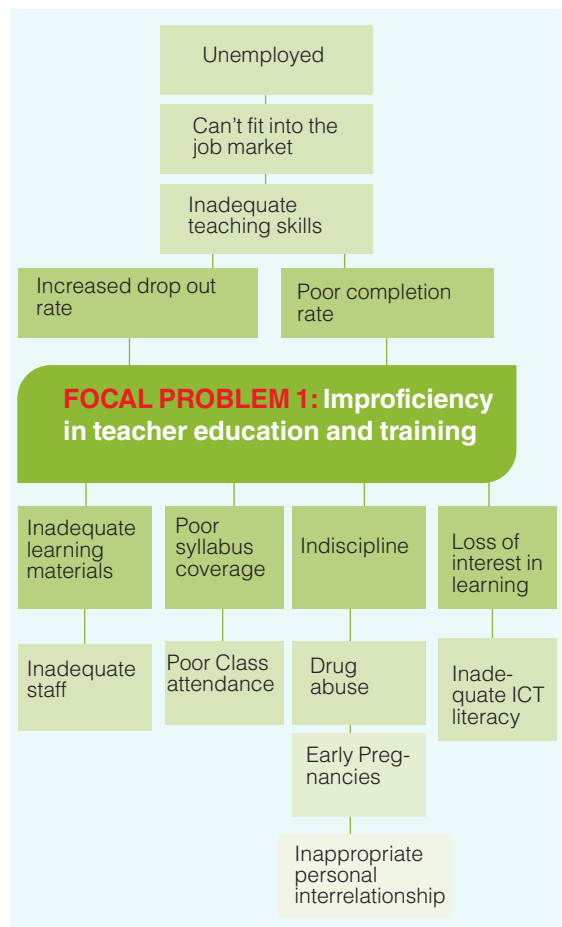 Unemployed
Can't fit into the
job market
Inadequate
teaching skills
Increased drop out
rate
Poor completion
rate
FOCAL PROBLEM 1: Improficiency
in teacher education and training
Inadequate
learning
materials
Poor
syllabus
coverage
Indiscipline
Loss of
interest in
learning
Inadequate
staff
Poor Class
attendance
Drug
abuse
Inade-
quate ICT
literacy
Early Preg-
nancies
Inappropriate
personal
interrelationship